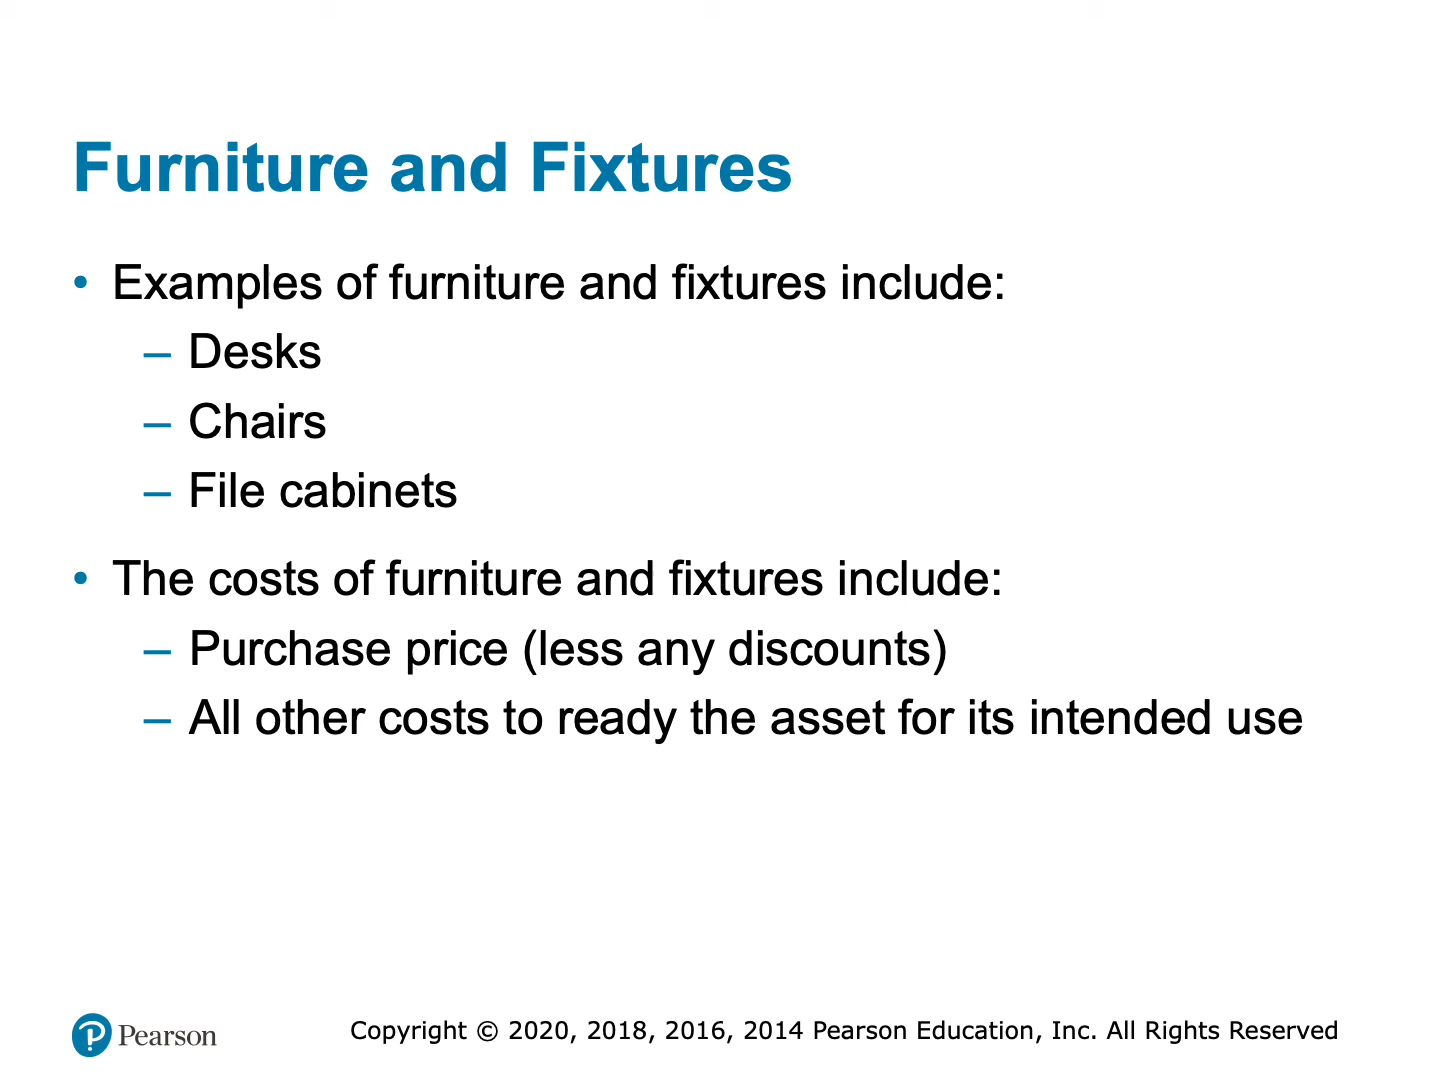 Furniture and Fixtures
• Examples of furniture and fixtures include:
– Desks
– Chairs
– File cabinets
• The costs of furniture and fixtures include:
– Purchase price (less any discounts)
– All other costs to ready the asset for its intended use
Pearson
Copyright © 2020, 2018, 2016, 2014 Pearson Education, Inc. All Rights Reserved